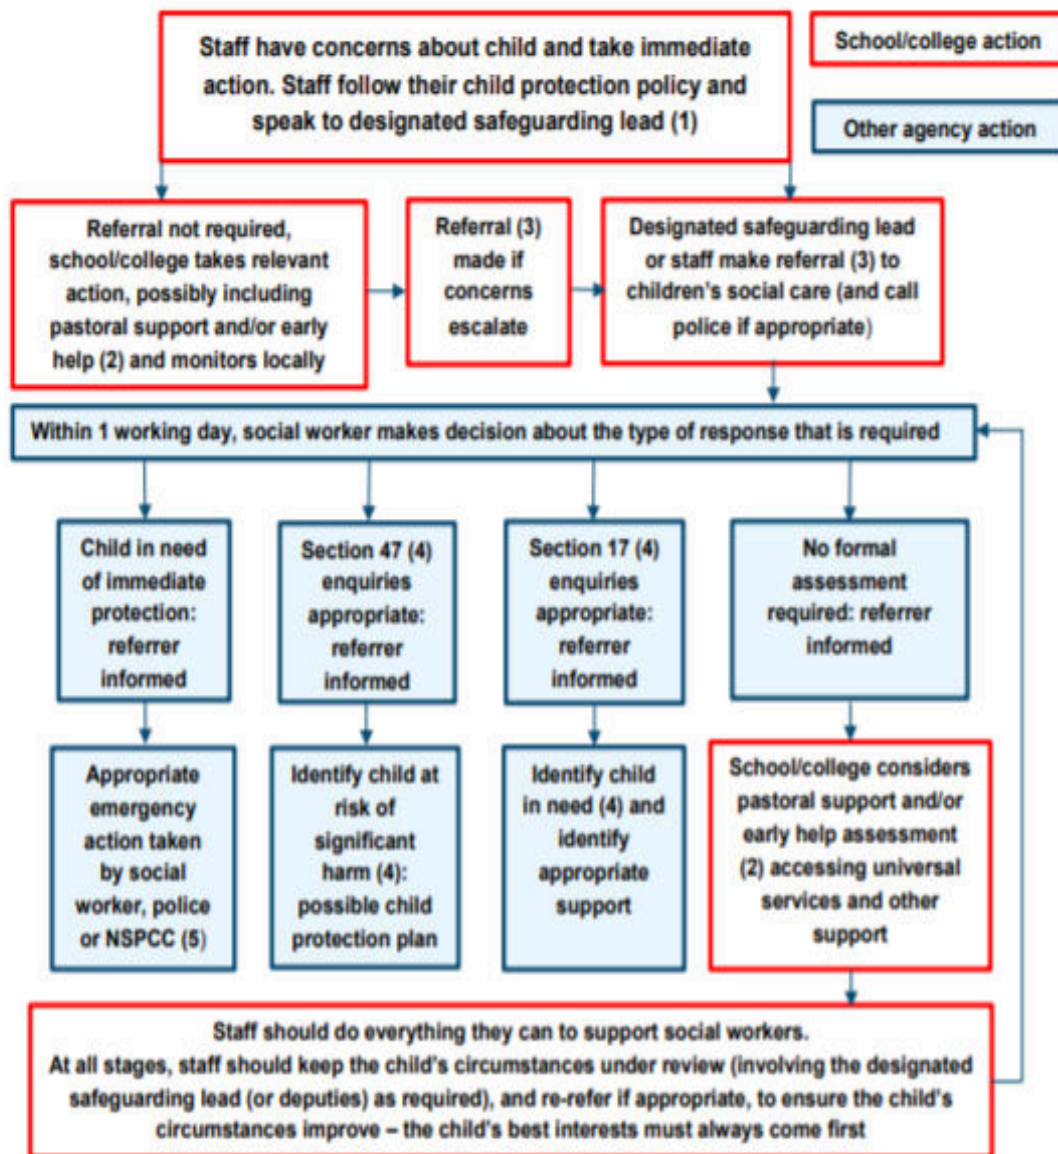 Staff have concerns about child and take immediate
action. Staff follow their child protection policy and
speak to designated safeguarding lead (1)
School/college action
Other agency action
Referral not required,
school/college takes relevant
action, possibly including
pastoral support and/or early
help (2) and monitors locally
Referral (3)
made if
concerns
escalate
Designated safeguarding lead
or staff make referral (3) to
children's social care (and call
police if appropriate)
Within 1 working day, social worker makes decision about the type of response that is required
Child in need
of immediate
protection:
referrer
informed
Section 47 (4)
enquiries
appropriate:
referrer
informed
Section 17 (4)
enquiries
appropriate:
referrer
informed
No formal
assessment
required: referrer
informed
Appropriate
emergency
action taken
by social
worker, police
or NSPCC (5)
Identify child at
risk of
significant
harm (4):
possible child
protection plan
Identify child
in need (4) and
identify
appropriate
support
School/college considers
pastoral support and/or
early help assessment
(2) accessing universal
services and other
support
Staff should do everything they can to support social workers.
At all stages, staff should keep the child's circumstances under review (involving the designated
safeguarding lead (or deputies) as required), and re-refer if appropriate, to ensure the child's
circumstances improve – the child's best interests must always come first